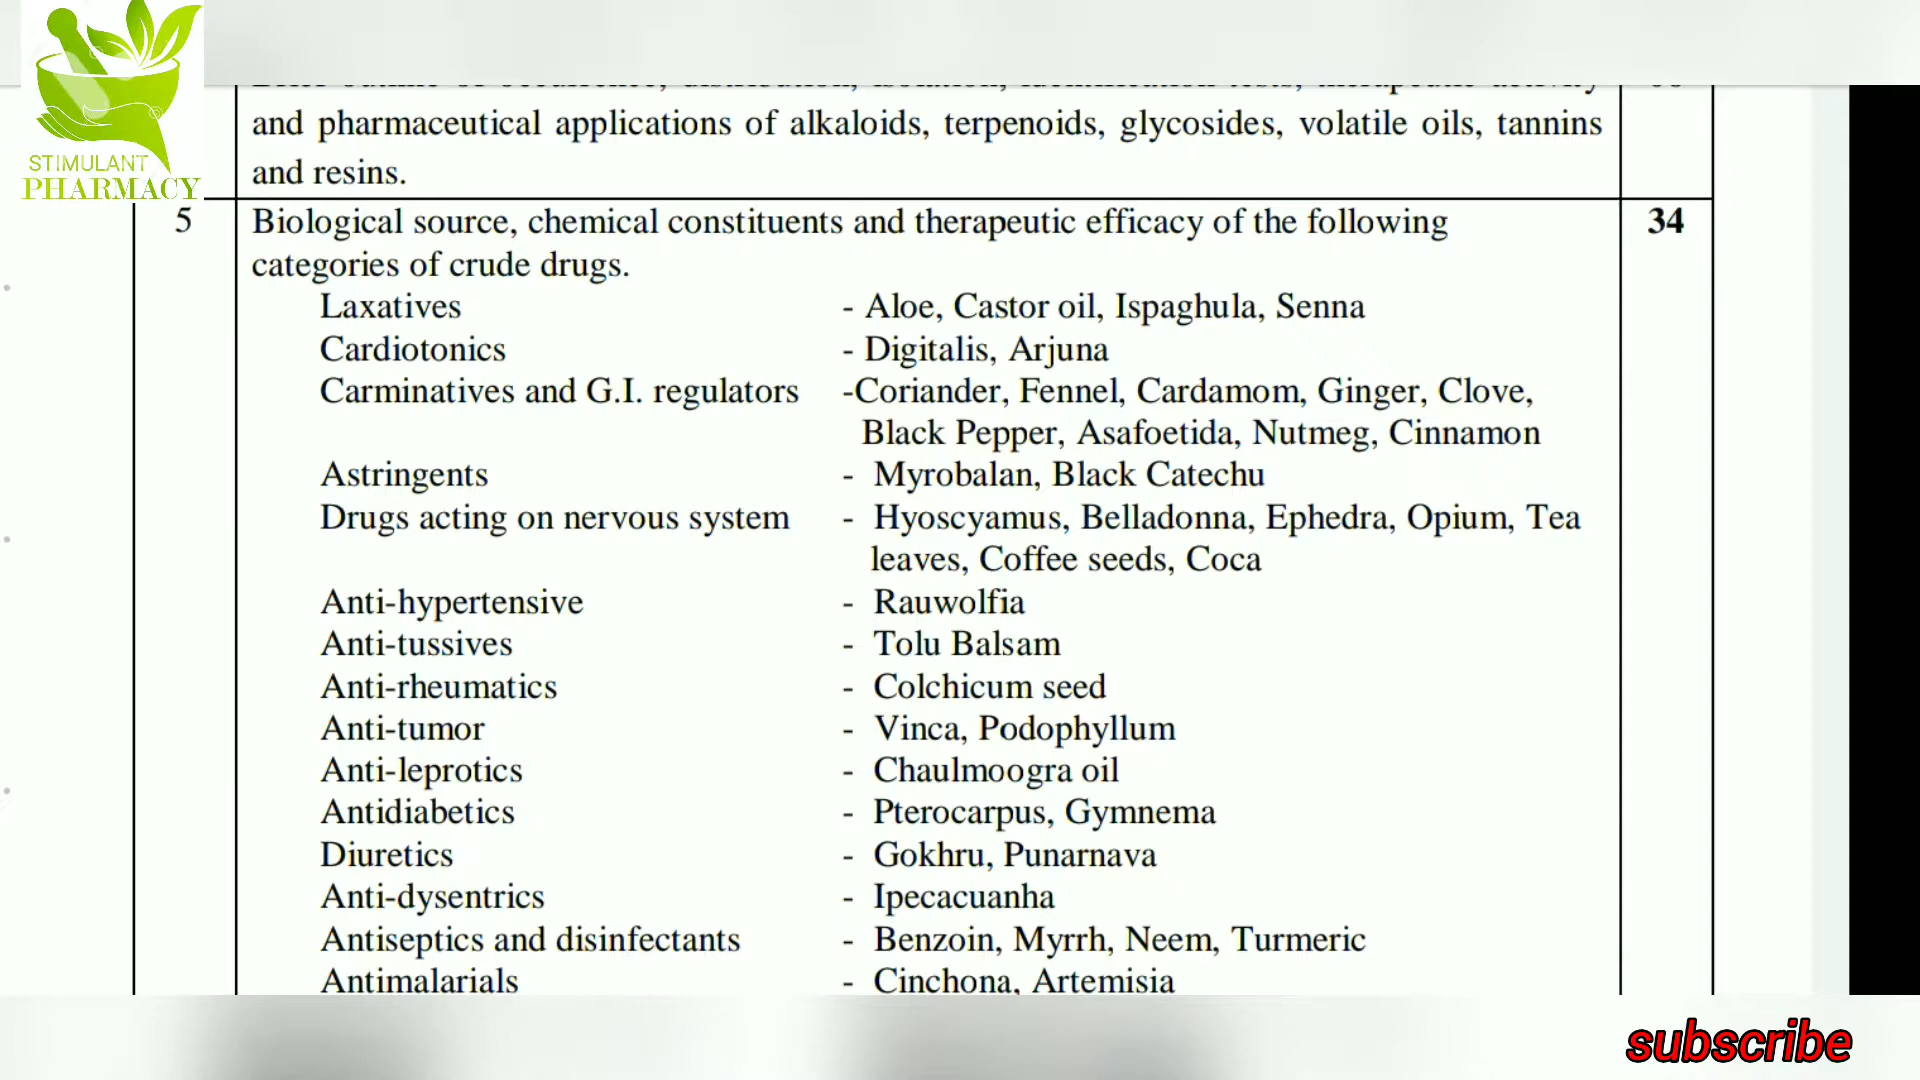 STIMULANT
PHARMACY
and pharmaceutical applications of alkaloids, terpenoids, glycosides, volatile oils, tannins
and resins.
5 Biological source, chemical constituents and therapeutic efficacy of the following 34
categories of crude drugs.
Laxatives - Aloe, Castor oil, Ispaghula, Senna
Cardiotonics - Digitalis, Arjuna
Carminatives and G.I. regulators -Coriander, Fennel, Cardamom, Ginger, Clove,
Black Pepper, Asafoetida, Nutmeg, Cinnamon
Astringents - Myrobalan, Black Catechu
Drugs acting on nervous system - Hyoscyamus, Belladonna, Ephedra, Opium, Tea
leaves, Coffee seeds, Coca
Anti-hypertensive - Rauwolfia
Anti-tussives - Tolu Balsam
Anti-rheumatics - Colchicum seed
Anti-tumor - Vinca, Podophyllum
Anti-leprotics - Chaulmoogra oil
Antidiabetics - Pterocarpus, Gymnema
Diuretics - Gokhru, Punarnava
Anti-dysentrics - Ipecacuanha
Antiseptics and disinfectants - Benzoin, Myrrh, Neem, Turmeric
Antimalarials - Cinchona, Artemisia
subscribe